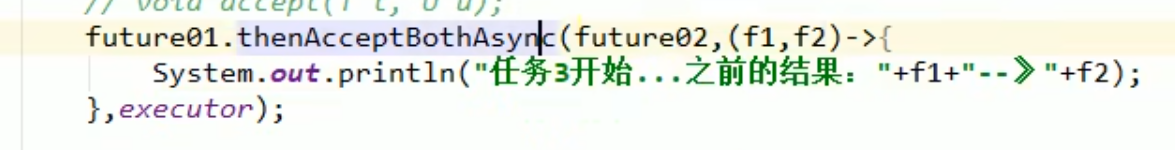 // void accept(T t, U u);
future01.thenAcceptBothAsync(future02,(f1,f2)->{
System.out.println("任务3开始...之前的结果："+f1+"--》"+f2);
},executor);